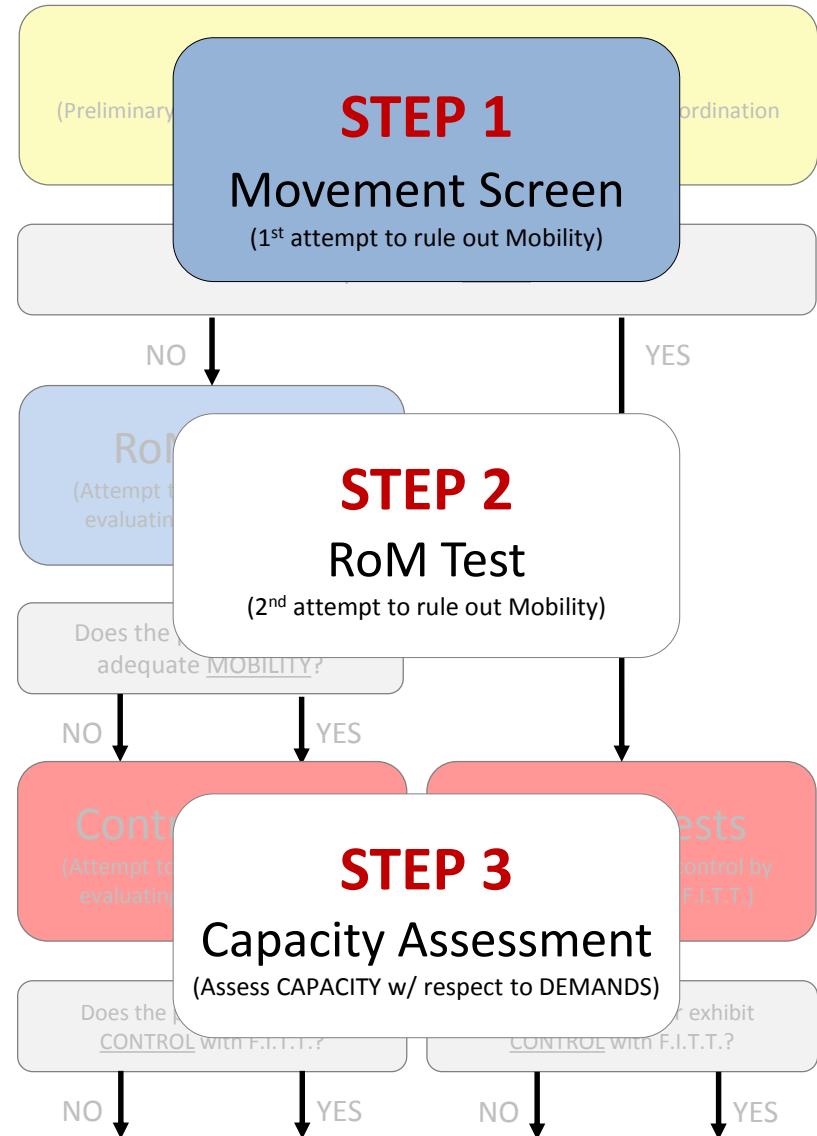 (Preliminary
ordination
STEP 1
Movement Screen
(1st attempt to rule out Mobility)
NO
YES
(Attempt
evaluatin
STEP 2
RoM Test
(2nd attempt to rule out Mobility)
Does the
adequate MOBILITY?
NO
YES
Cont
ests
(Attempt to
control by
evaluating
F.I.T.T.)
STEP 3
Capacity Assessment
(Assess CAPACITY w/ respect to DEMANDS)
Does the
exhibit
CONTROL with F.I.T.T.?
CONTROL with F.I.T.T.?
NO
YES
NO
YES